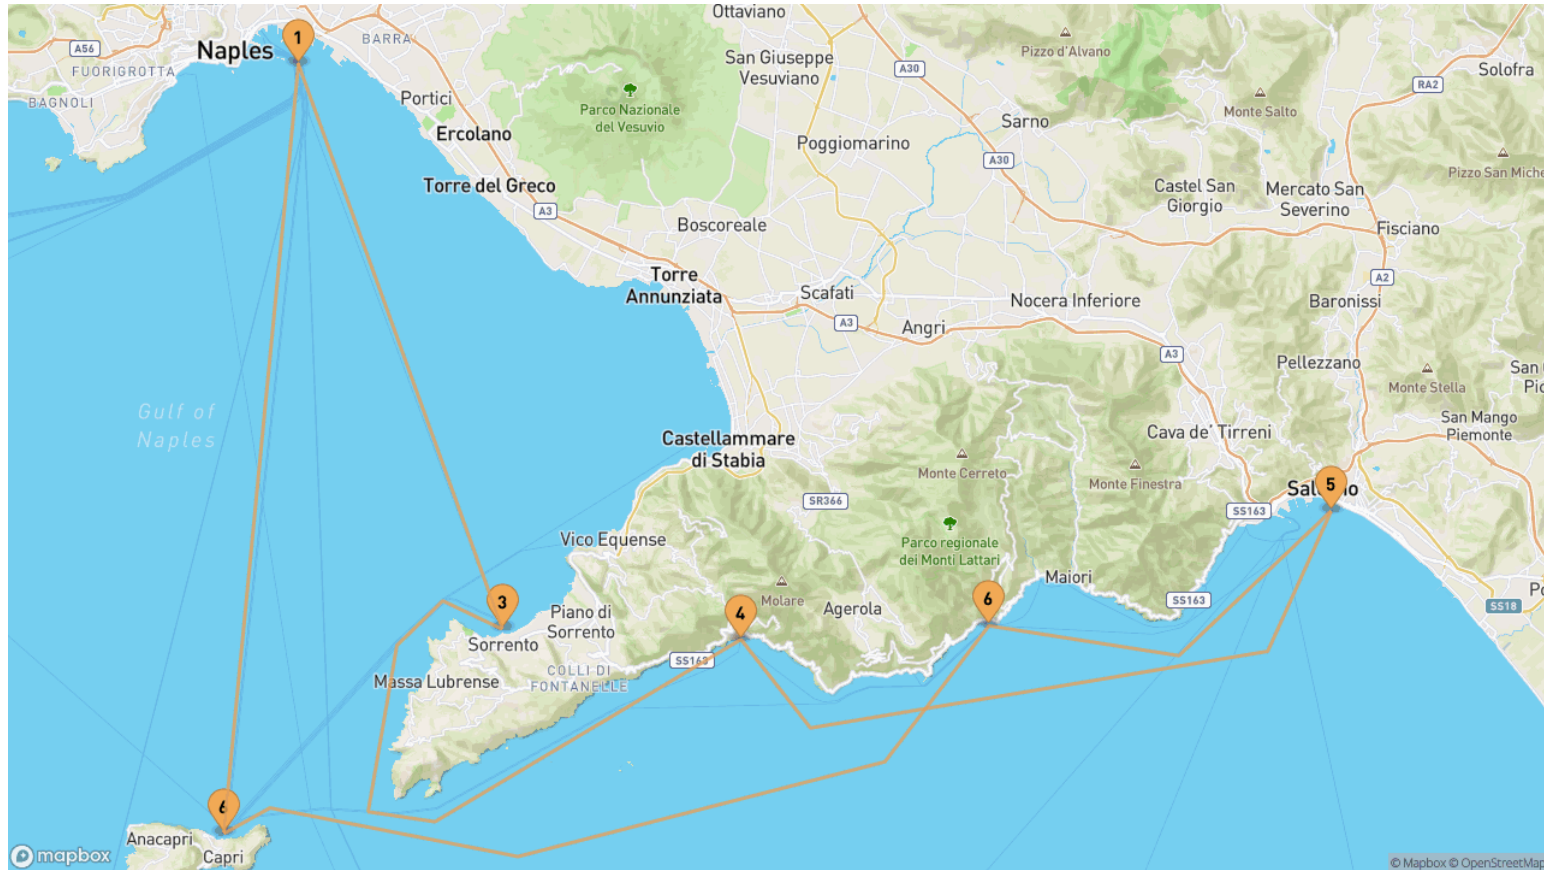 Ottaviano
1
BARRA
A56
Naples
Pizzo d'Alvano
San Giuseppe
Vesuviano
A30
Solofra
FUORIGROTTA
RA2
BAGNOLI
Portici
Parco Nazionale
del Vesuvio
Monte Salto
Ercolano
Sarno
Poggiomarino
A30
Pizzo San Miche
Torre del Greco
Castel San
Giorgio
Mercato San
Severino
A3
Boscoreale
Fisciano
Torre
Annunziata
A2
Scafati
Nocera Inferiore
Baronissi
A3
Angri
A3
Pellezzano
San
Monte Stella
Gulf of
Naples
San Mango
Piemonte
Cava de' Tirreni
Castellammare
di Stabia
Monte Cerreto
Monte Finestra
5
SR366
SS163
Vico Equense
Parco regionale
dei Monti Lattari
Maiori
3
Molare
6
SS163
SS18
4
Agerola
Piano di
Sorrento
Sorrento
SS163
COLLI DI
FONTANELLE
Massa Lubrense
6
Anacapri
Capri
mapbox
© Mapbox © OpenStreetMap